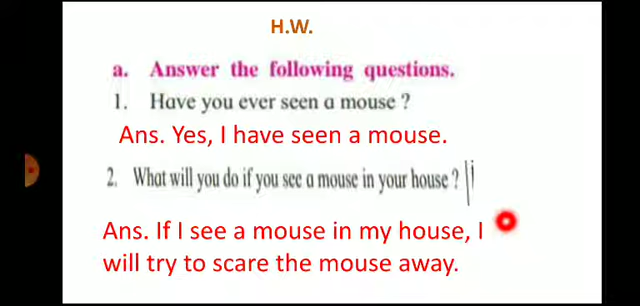 H.W.
a. Answer the following questions.
1. Have you ever seen a mouse ?
Ans. Yes, I have seen a mouse.
2. What will you do if you see a mouse in your house ?
Ans. If I see a mouse in my house, I
will try to scare the mouse away.